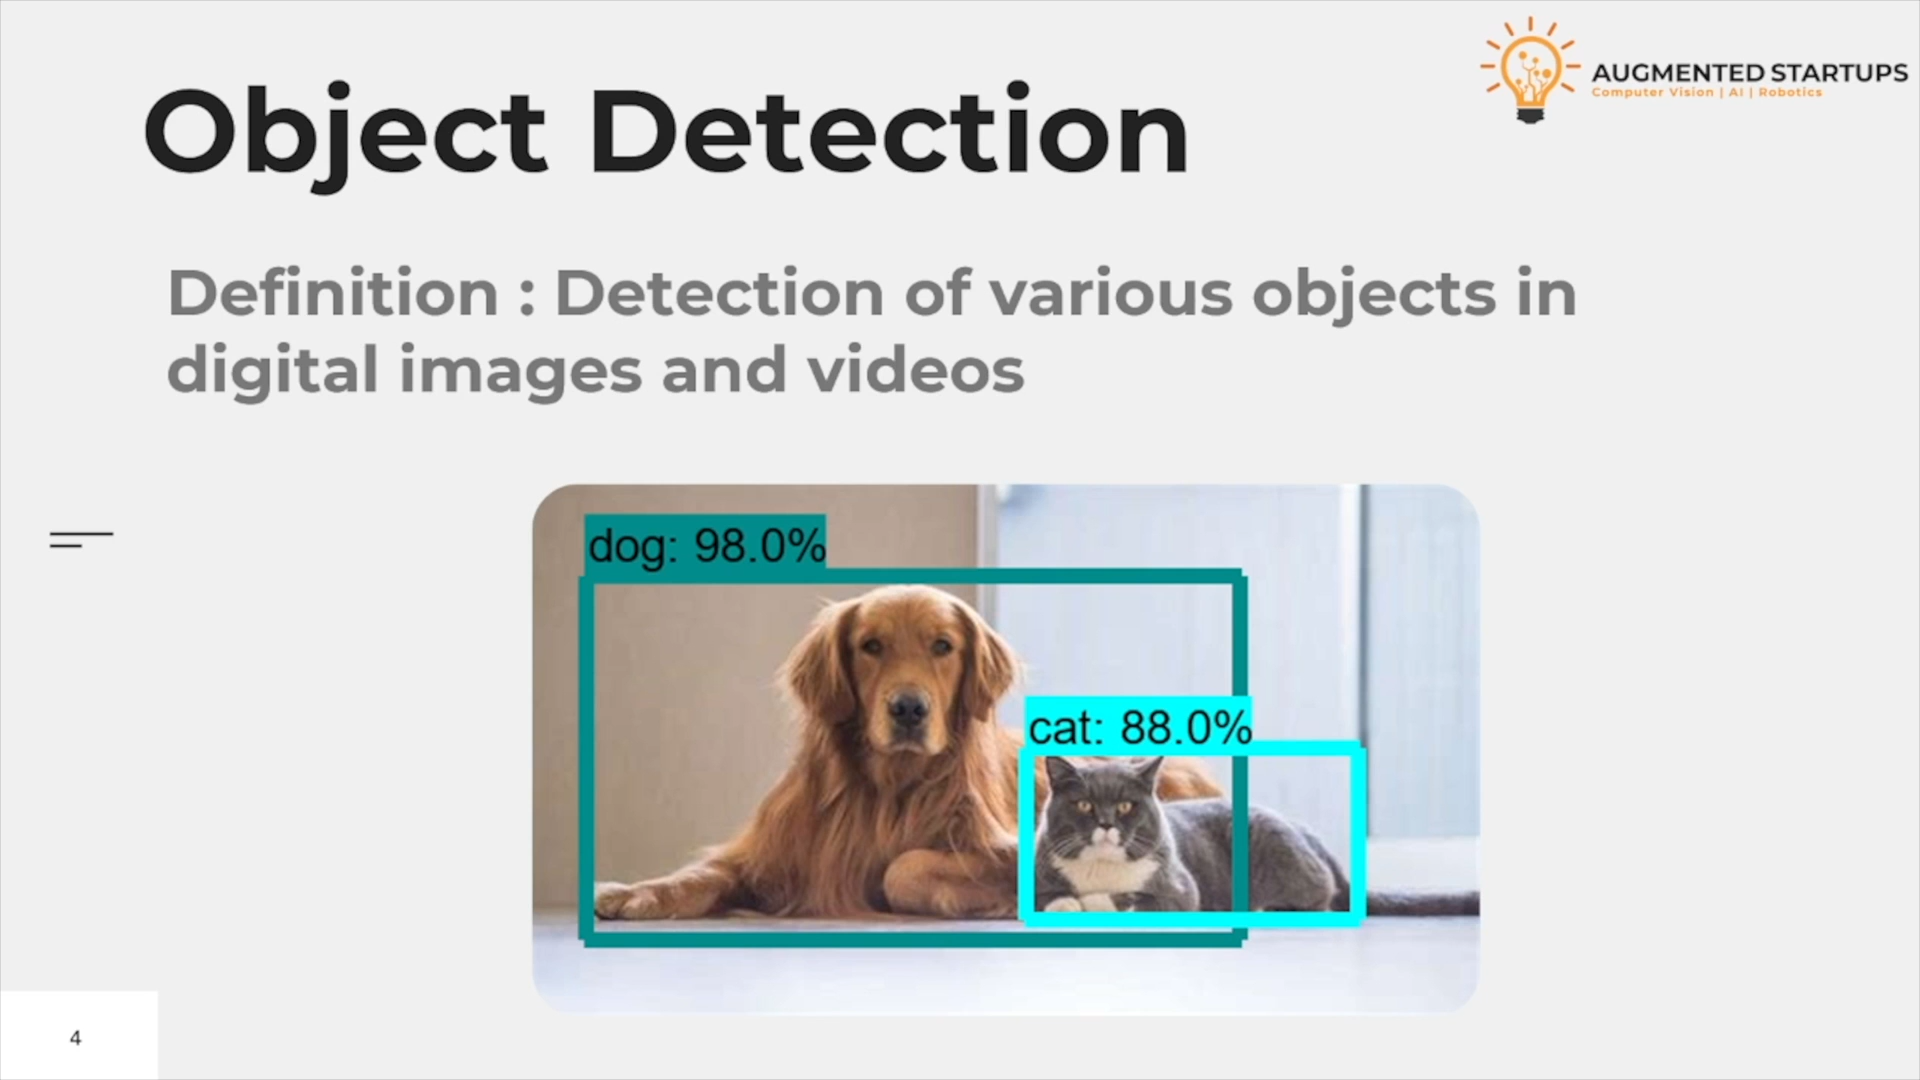 Object Detection
AUGMENTED STARTUPS
Computer Vision | AI | Robotics
Definition : Detection of various objects in
digital images and videos
dog: 98.0%
cat: 88.0%
4